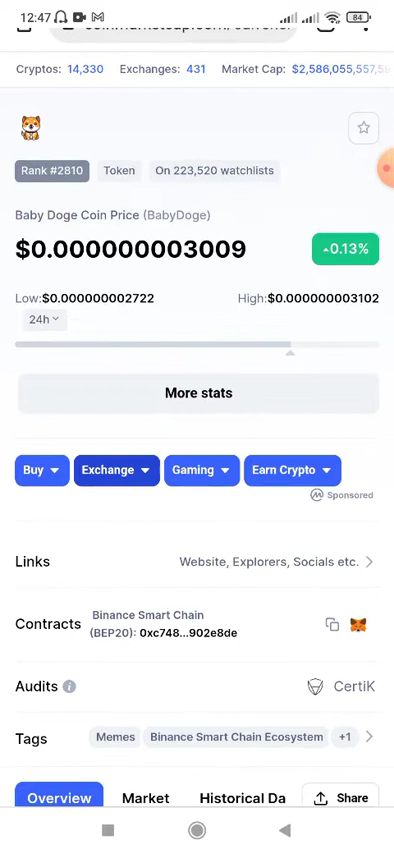 12:47
84
Cryptos: 14,330 Exchanges: 431 Market Cap: $2,586,055,557,5
Rank #2810 Token On 223,520 watchlists
Baby Doge Coin Price (BabyDoge)
$0.000000003009 0.13%
Low:$0.000000002722 High:$0.000000003102
24h
More stats
Buy Exchange Gaming Earn Crypto
Sponsored
Links Website, Explorers, Socials etc.
Contracts Binance Smart Chain
(BEP20): 0xc748...902e8de
Audits CertiK
Tags Memes Binance Smart Chain Ecosystem +1
Overview Market Historical Da Share